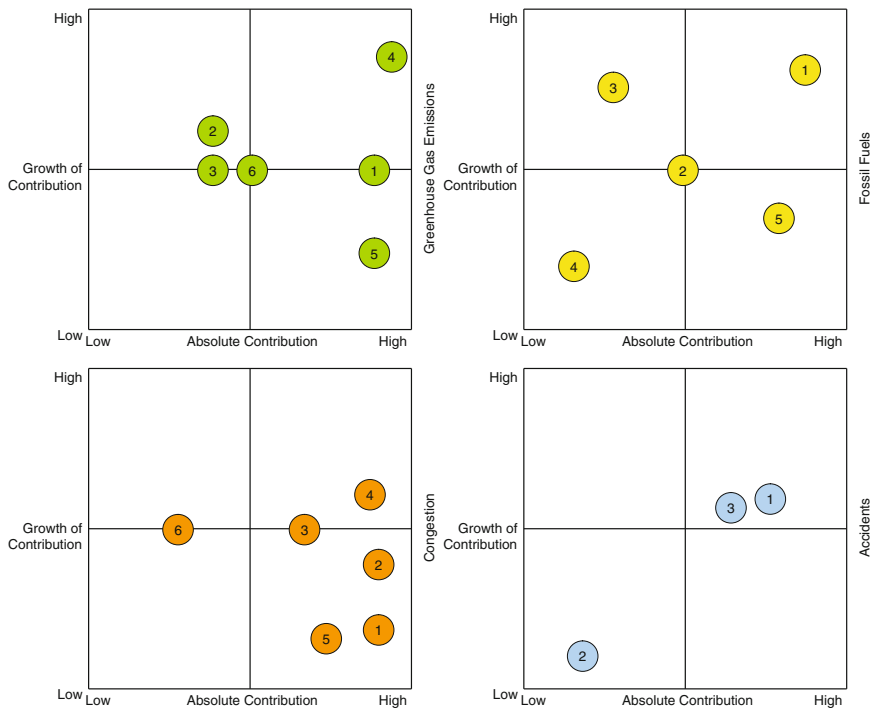 High
4
2
Growth of
Contribution
3
6
1
5
Low
Low
Absolute Contribution
High
Greenhouse Gas Emissions
1
3
Growth of
Contribution
2
5
4
High
Low
Low
Absolute Contribution
High
Fossil Fuels
High
4
Growth of
Contribution
6
3
2
5
1
Low
Low
Absolute Contribution
High
Congestion
High
3
1
Growth of
Contribution
2
Low
Low
Absolute Contribution
High
Accidents